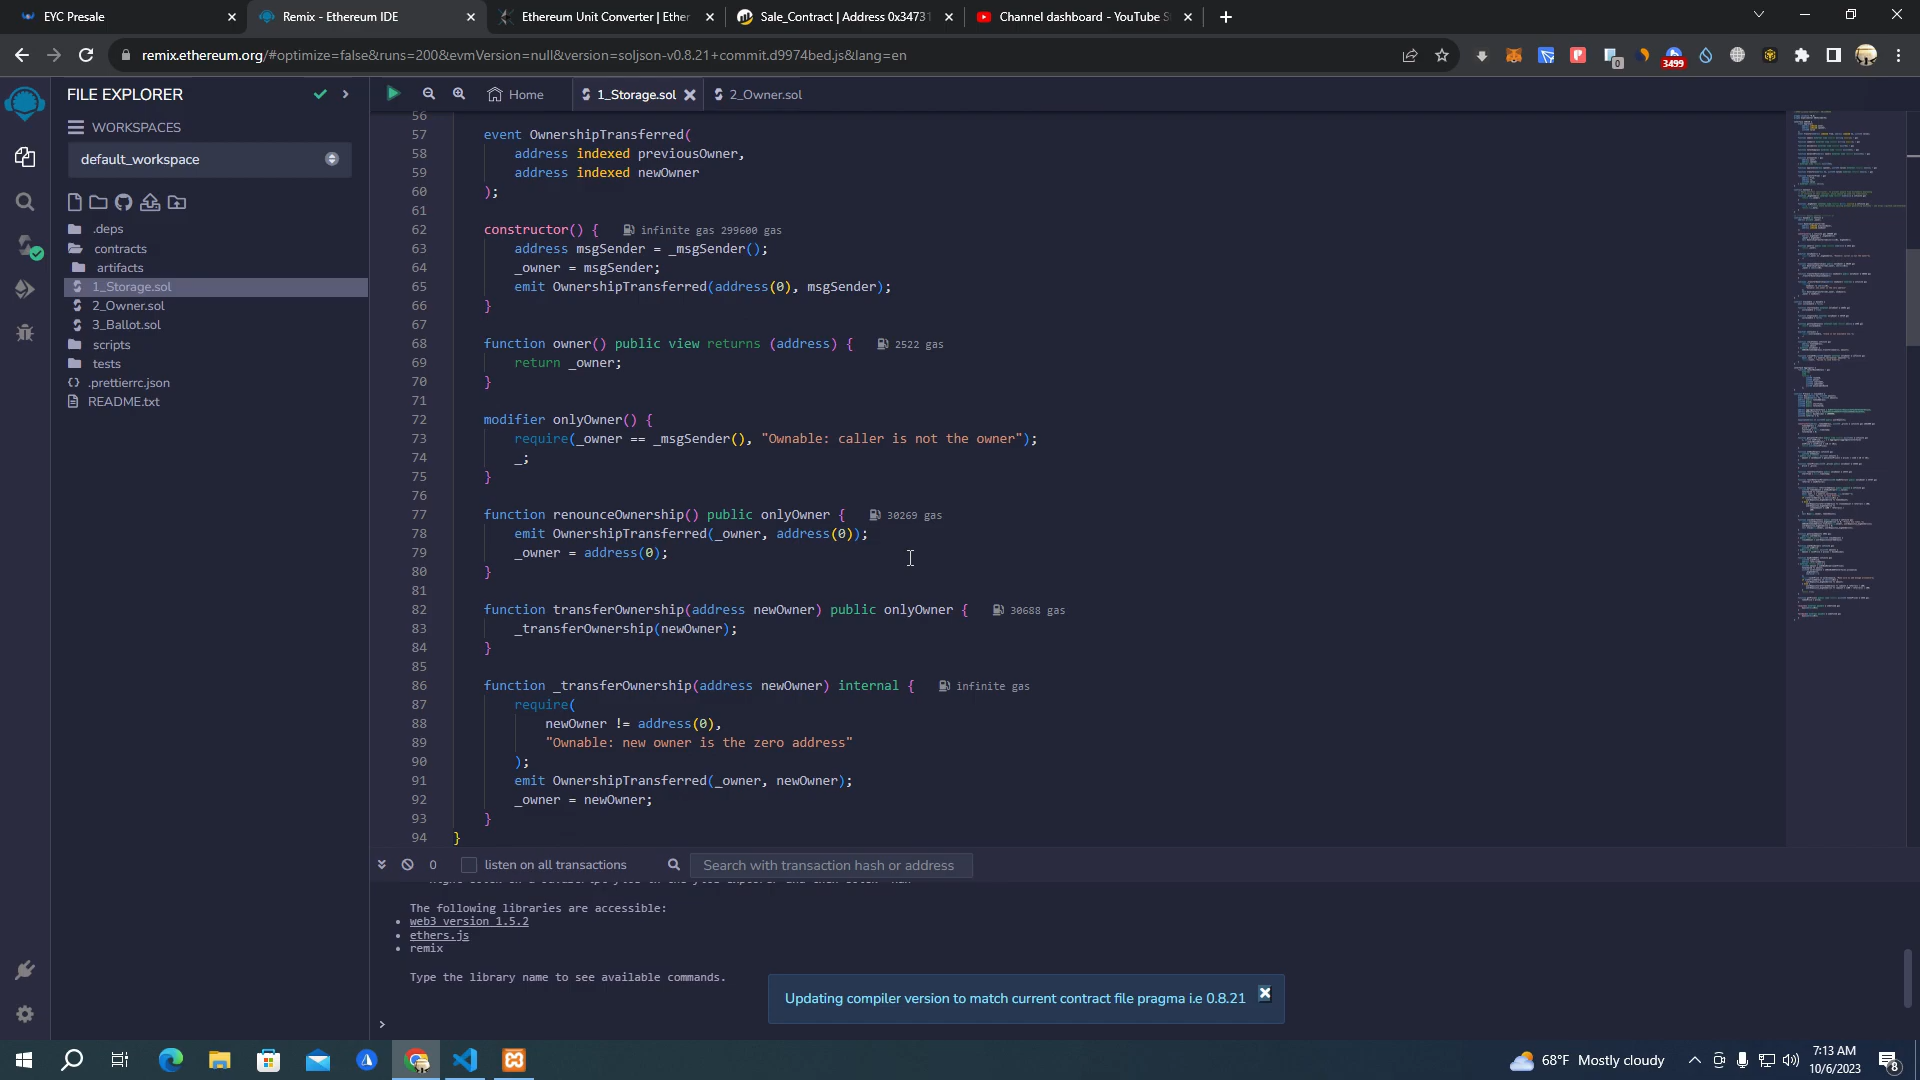 EYC Presale
Remix - Ethereum IDE
Ethereum Unit Converter | Ether
Sale_Contract | Address 0x34731
Channel dashboard - YouTube S
remix.ethereum.org/#optimize=false&runs=200&evmVersion=null&version=soljson-v0.8.21+commit.d9974bed.js&lang=en
0
3499
FILE EXPLORER
WORKSPACES
default_workspace
.deps
contracts
artifacts
1_Storage.sol
2_Owner.sol
3_Ballot.sol
scripts
tests
.prettierrc.json
README.txt
Home
1_Storage.sol
2_Owner.sol
56
57 event OwnershipTransferred(
58 address indexed previousOwner,
59 address indexed newOwner
60 );
61
62 constructor() { infinite gas 299600 gas
63 address msgSender = _msgSender();
64 _owner = msgSender;
65 emit OwnershipTransferred(address(0), msgSender);
66 }
67
68 function owner() public view returns (address) { 2522 gas
69 return _owner;
70 }
71
72 modifier onlyOwner() {
73 require(_owner == _msgSender(), "Ownable: caller is not the owner");
74 _;
75 }
76
77 function renounceOwnership() public onlyOwner { 30269 gas
78 emit OwnershipTransferred(_owner, address(0));
79 _owner = address(0);
80 }
81
82 function transferOwnership(address newOwner) public onlyOwner { 30688 gas
83 _transferOwnership(newOwner);
84 }
85
86 function _transferOwnership(address newOwner) internal { infinite gas
87 require(
88 newOwner != address(0),
89 "Ownable: new owner is the zero address"
90 );
91 emit OwnershipTransferred(_owner, newOwner);
92 _owner = newOwner;
93 }
94 }
0
listen on all transactions
Search with transaction hash or address
The following libraries are accessible:
• web3 version 1.5.2
• ethers.js
• remix
Type the library name to see available commands.
Updating compiler version to match current contract file pragma i.e 0.8.21
>
68°F Mostly cloudy
7:13 AM
10/6/2023
8